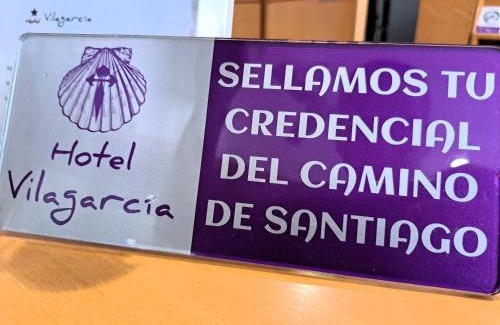 Vilagarcía
Hotel
Vilagarcía
SELLAMOS TU
CREDENCIAL
DEL CAMINO
DE SANTIAGO